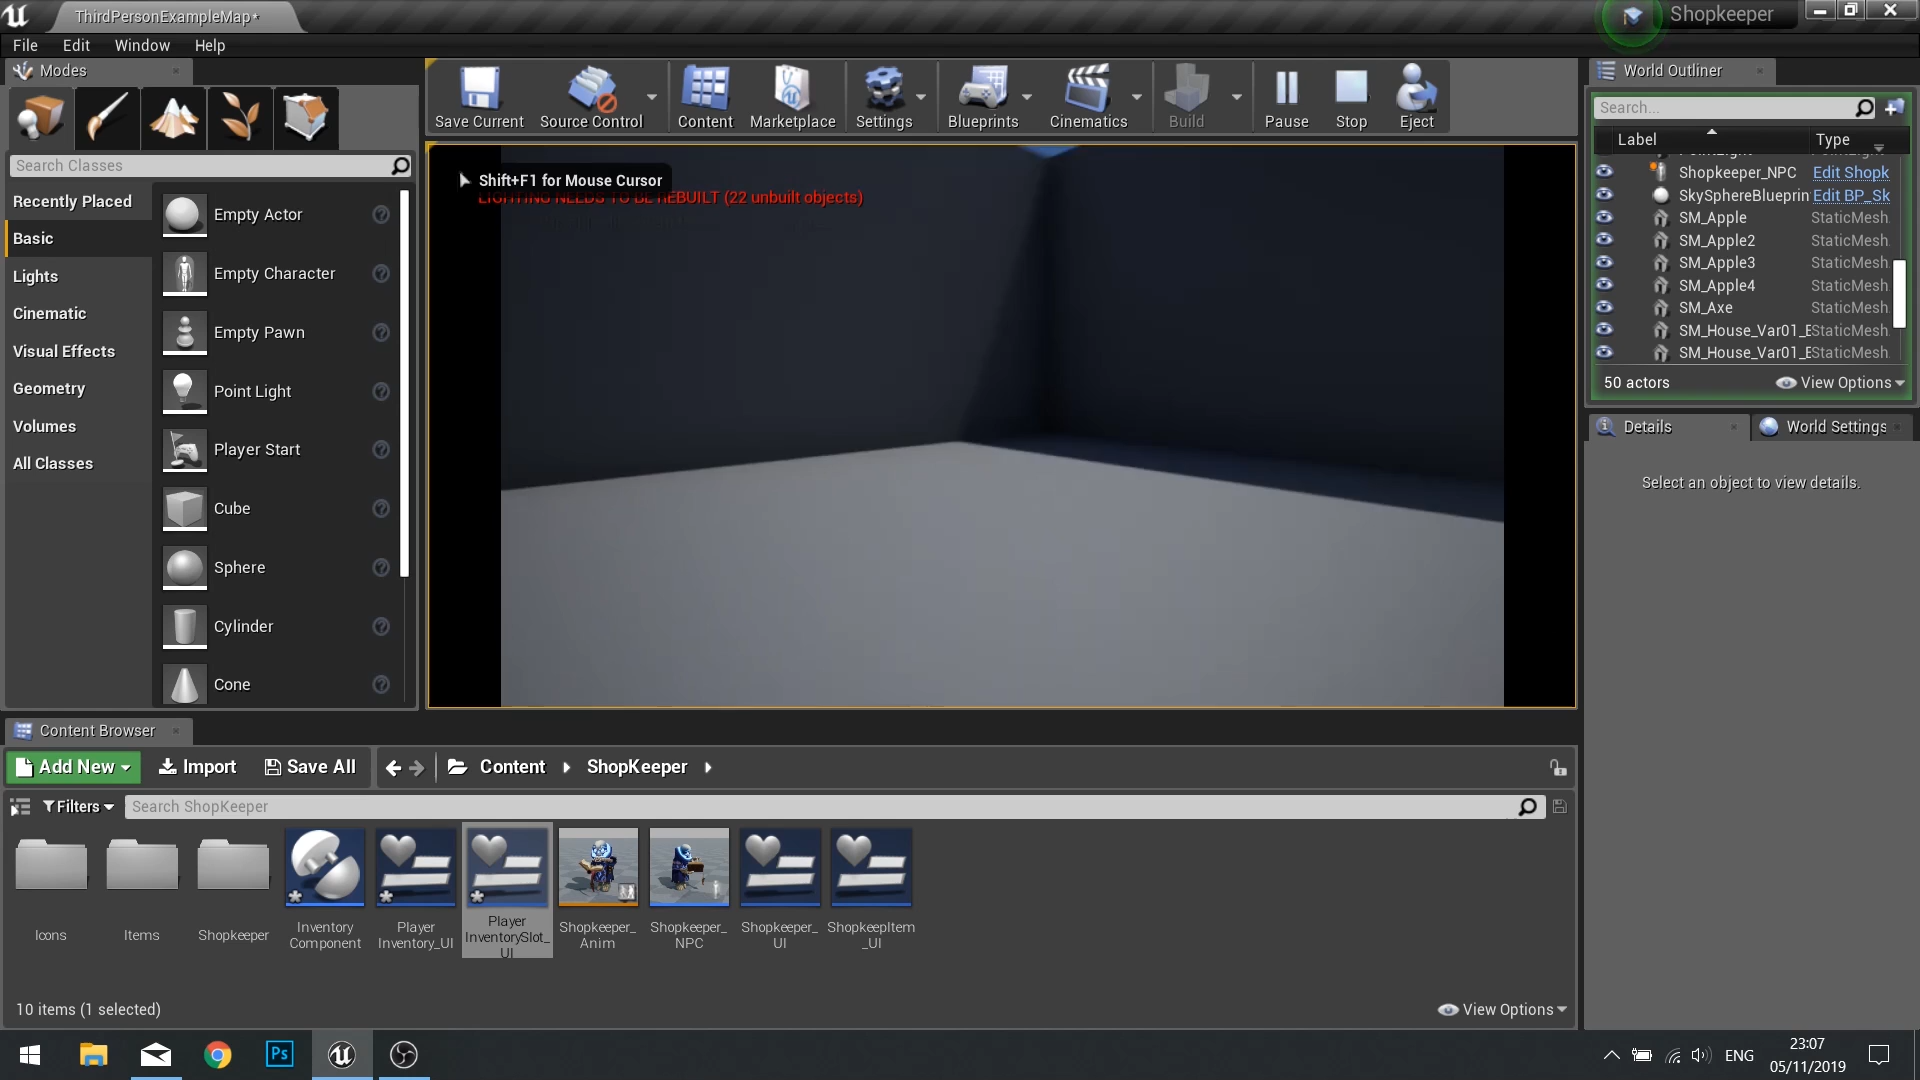 ThirdPersonExampleMap*
Shopkeeper
File Edit Window Help
Modes
Search Classes
Recently Placed
Basic
Lights
Cinematic
Visual Effects
Geometry
Volumes
All Classes
Empty Actor
Empty Character
Empty Pawn
Point Light
Player Start
Cube
Sphere
Cylinder
Cone
Save Current
Source Control
Content
Marketplace
Settings
Blueprints
Cinematics
Build
Pause
Stop
Eject
Shift+F1 for Mouse Cursor
LIGHTING NEEDS TO BE REBUILT (22 unbuilt objects)
World Outliner
Search...
Label Type
Shopkeeper_NPC Edit Shopk
SkySphereBlueprin Edit BP_Sk
SM_Apple StaticMesh
SM_Apple2 StaticMesh
SM_Apple3 StaticMesh
SM_Apple4 StaticMesh
SM_Axe StaticMesh
SM_House_Var01_E StaticMesh
SM_House_Var01_E StaticMesh
50 actors
View Options
Details
World Settings
Select an object to view details.
Content Browser
Add New
Import
Save All
Content
ShopKeeper
Filters
Search ShopKeeper
Icons
Items
Shopkeeper
Inventory
Component
Player
Inventory_UI
Player
InventorySlot_
UI
Shopkeeper_
Anim
Shopkeeper_
NPC
Shopkeeper_
UI
ShopkeepItem
_UI
10 items (1 selected)
View Options
Ps
ENG
23:07
05/11/2019